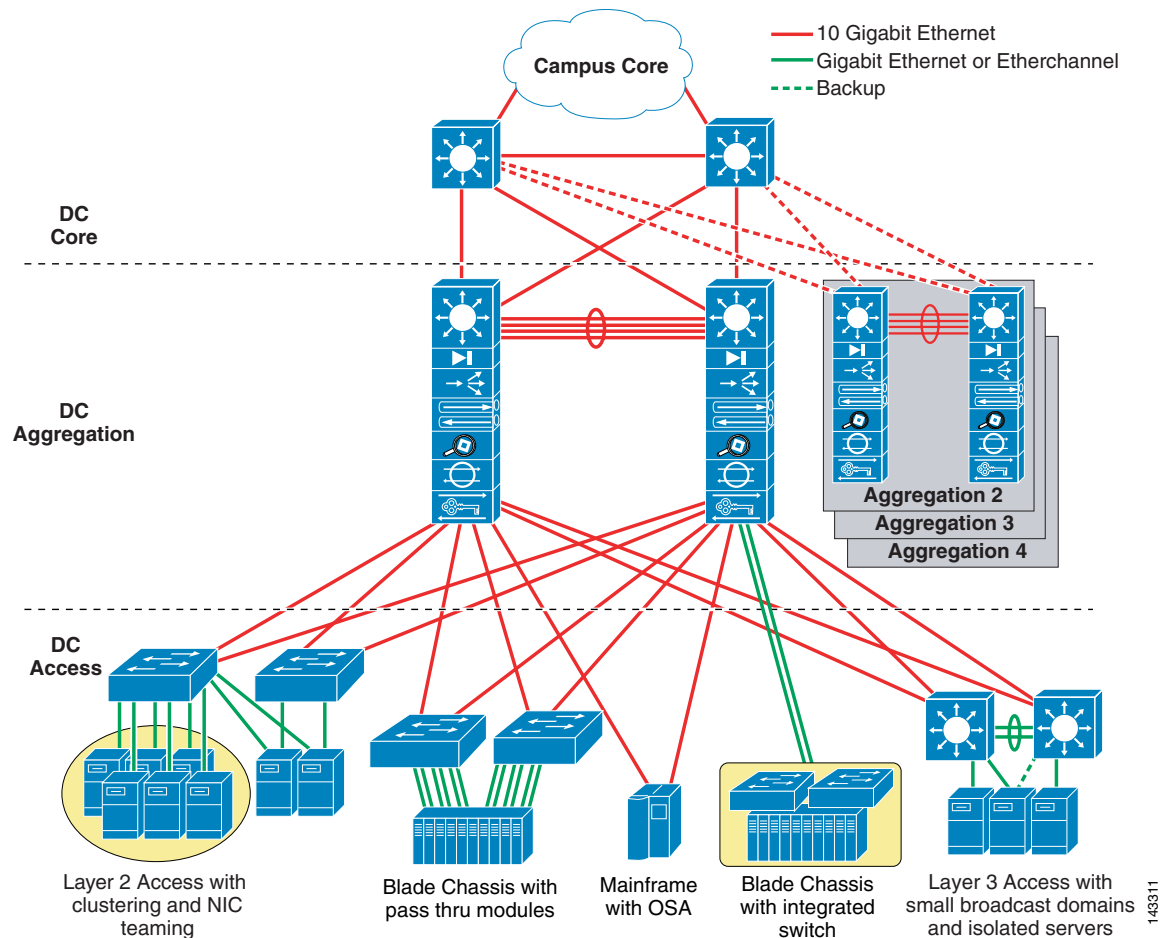 Campus Core
10 Gigabit Ethernet
Gigabit Ethernet or Etherchannel
Backup
DC
Core
DC
Aggregation
Aggregation 2
Aggregation 3
Aggregation 4
DC
Access
Layer 2 Access with
clustering and NIC
teaming
Blade Chassis with
pass thru modules
Mainframe
with OSA
Blade Chassis
with integrated
switch
Layer 3 Access with
small broadcast domains
and isolated servers
143311